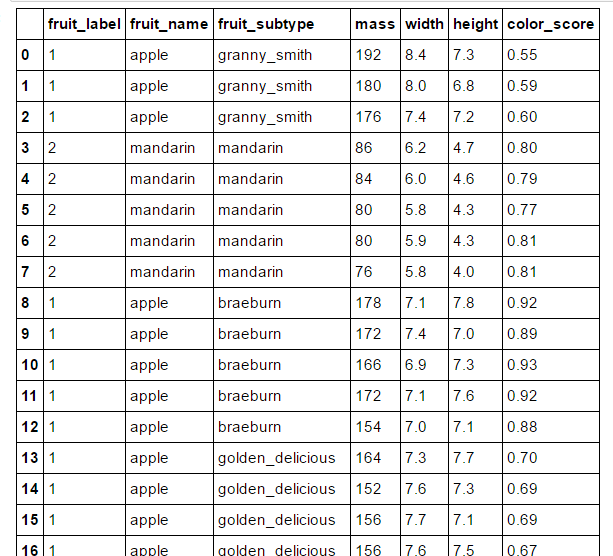 fruit_label fruit_name fruit_subtype mass width height color_score
0 1 apple granny_smith 192 8.4 7.3 0.55
1 1 apple granny_smith 180 8.0 6.8 0.59
2 1 apple granny_smith 176 7.4 7.2 0.60
3 2 mandarin mandarin 86 6.2 4.7 0.80
4 2 mandarin mandarin 84 6.0 4.6 0.79
5 2 mandarin mandarin 80 5.8 4.3 0.77
6 2 mandarin mandarin 80 5.9 4.3 0.81
7 2 mandarin mandarin 76 5.8 4.0 0.81
8 1 apple braeburn 178 7.1 7.8 0.92
9 1 apple braeburn 172 7.4 7.0 0.89
10 1 apple braeburn 166 6.9 7.3 0.93
11 1 apple braeburn 172 7.1 7.6 0.92
12 1 apple braeburn 154 7.0 7.1 0.88
13 1 apple golden_delicious 164 7.3 7.7 0.70
14 1 apple golden_delicious 152 7.6 7.3 0.69
15 1 apple golden_delicious 156 7.7 7.1 0.69
16 1 apple golden_delicious 156 7.6 7.5 0.67